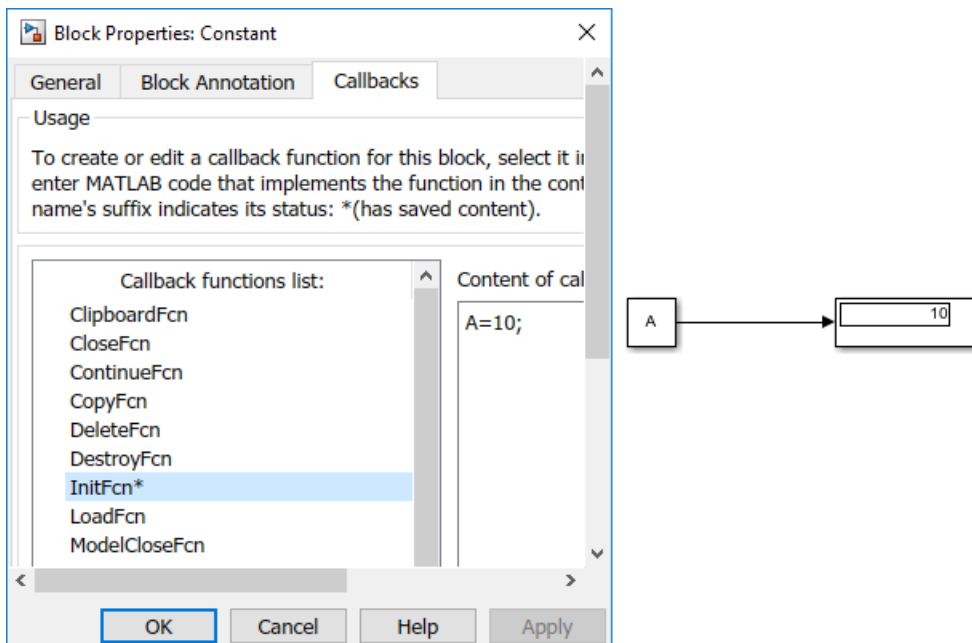 Block Properties: Constant
General
Block Annotation
Callbacks
Usage
To create or edit a callback function for this block, select it
enter MATLAB code that implements the function in the
name's suffix indicates its status: *(has saved content).
Callback functions list:
ClipboardFcn
CloseFcn
ContinueFcn
CopyFcn
DeleteFcn
DestroyFcn
InitFcn*
LoadFcn
ModelCloseFcn
Content of
A=10;
OK
Cancel
Help
Apply
A
10